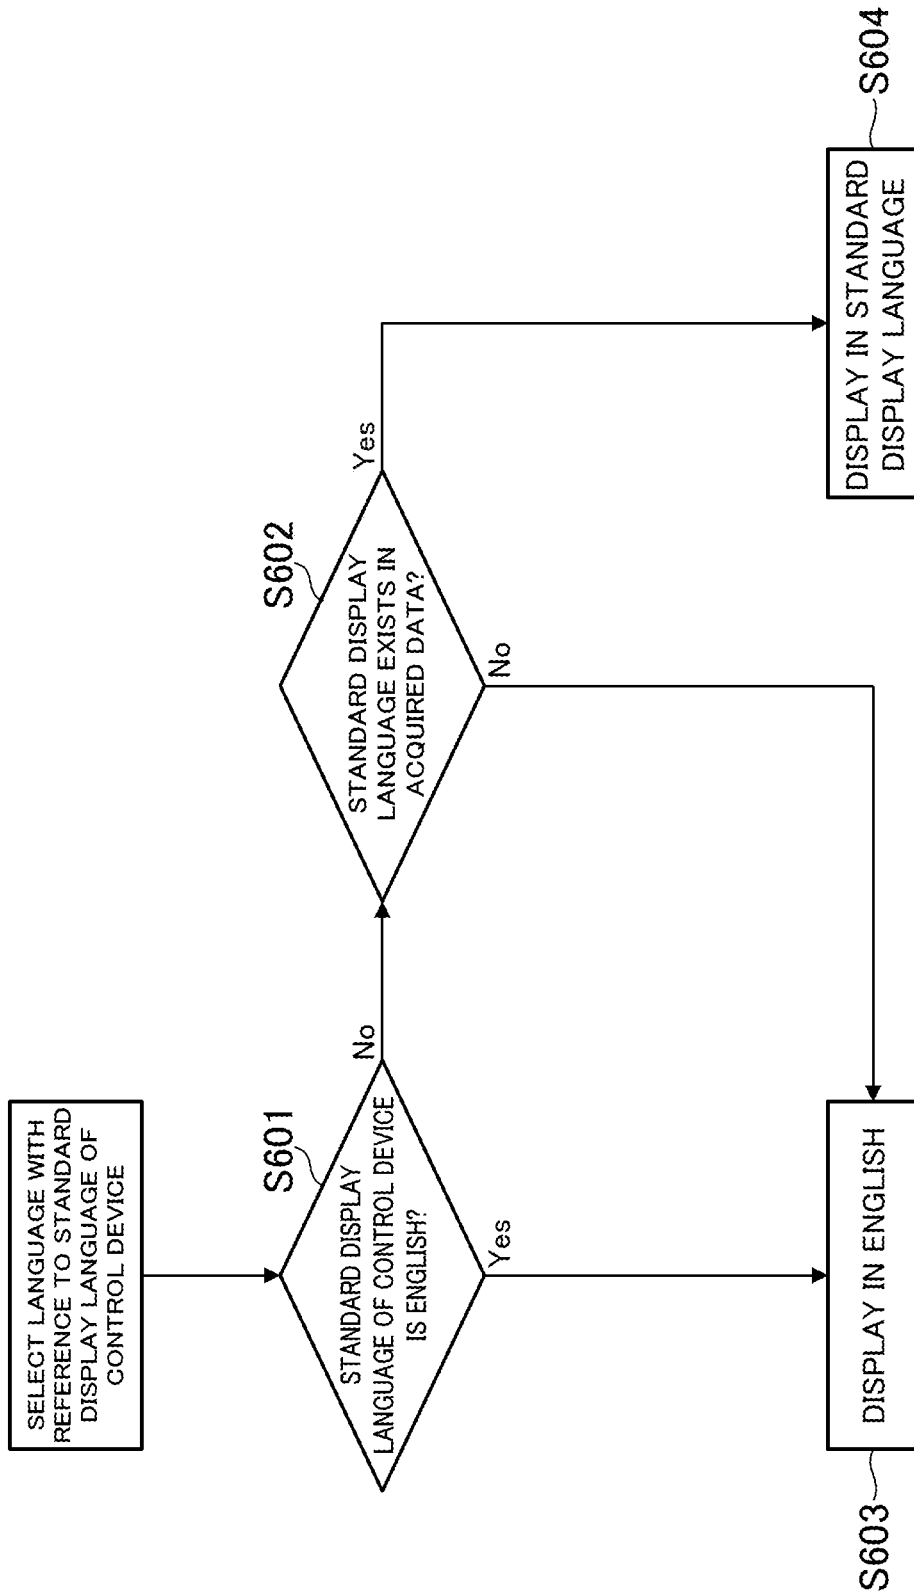 SELECT LANGUAGE WITH
REFERENCE TO STANDARD
DISPLAY LANGUAGE OF
CONTROL DEVICE
S601
STANDARD DISPLAY
LANGUAGE OF CONTROL DEVICE
IS ENGLISH?
No
Yes
S602
STANDARD DISPLAY
LANGUAGE EXISTS IN
ACQUIRED DATA?
Yes
No
S603
DISPLAY IN ENGLISH
DISPLAY IN STANDARD
DISPLAY LANGUAGE
S604